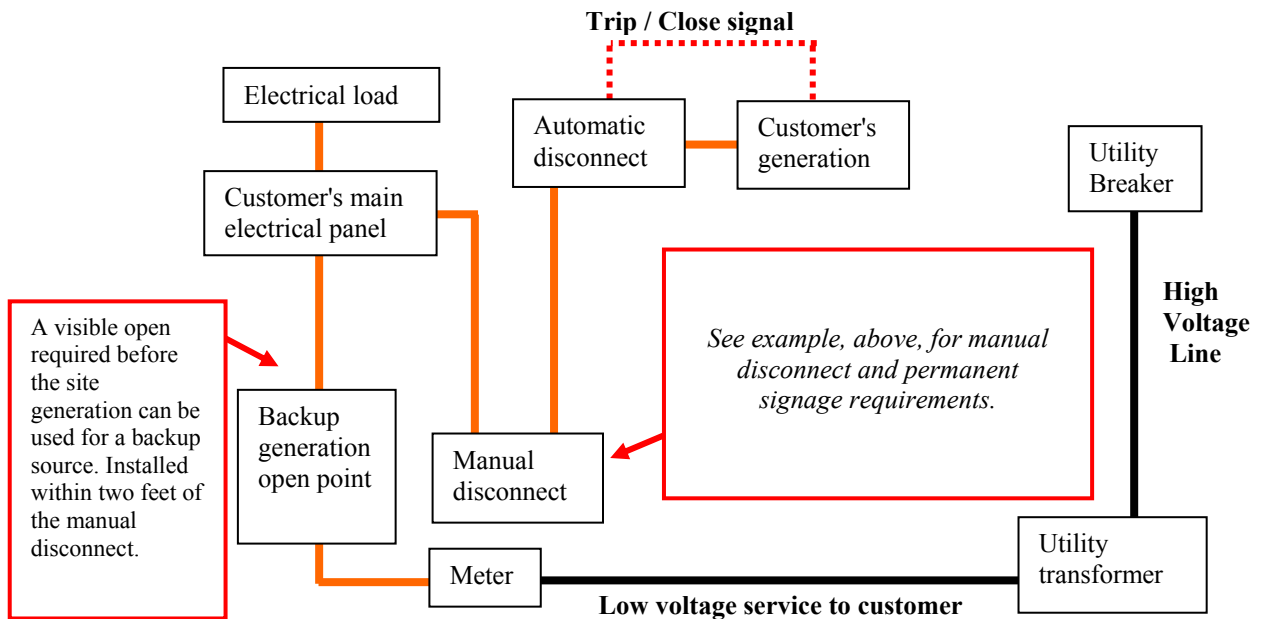 Trip / Close signal
Electrical load
Automatic
disconnect
Customer's
generation
Utility
Breaker
Customer's main
electrical panel
High
Voltage
Line
A visible open
required before
the site
generation can be
used for a backup
source. Installed
within two feet of
the manual
disconnect.
See example, above, for manual
disconnect and permanent
signage requirements.
Backup
generation
open point
Manual
disconnect
Meter
Utility
transformer
Low voltage service to customer